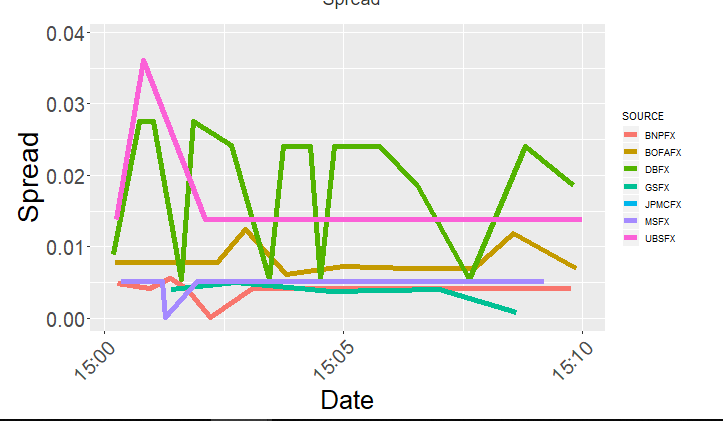 Spread
0.04
0.03
0.02
0.01
0.00
Spread
15:00
15:05
15:10
Date
SOURCE
BNPFX
BOFAFX
DBFX
GSFX
JPMCFX
MSFX
UBSFX